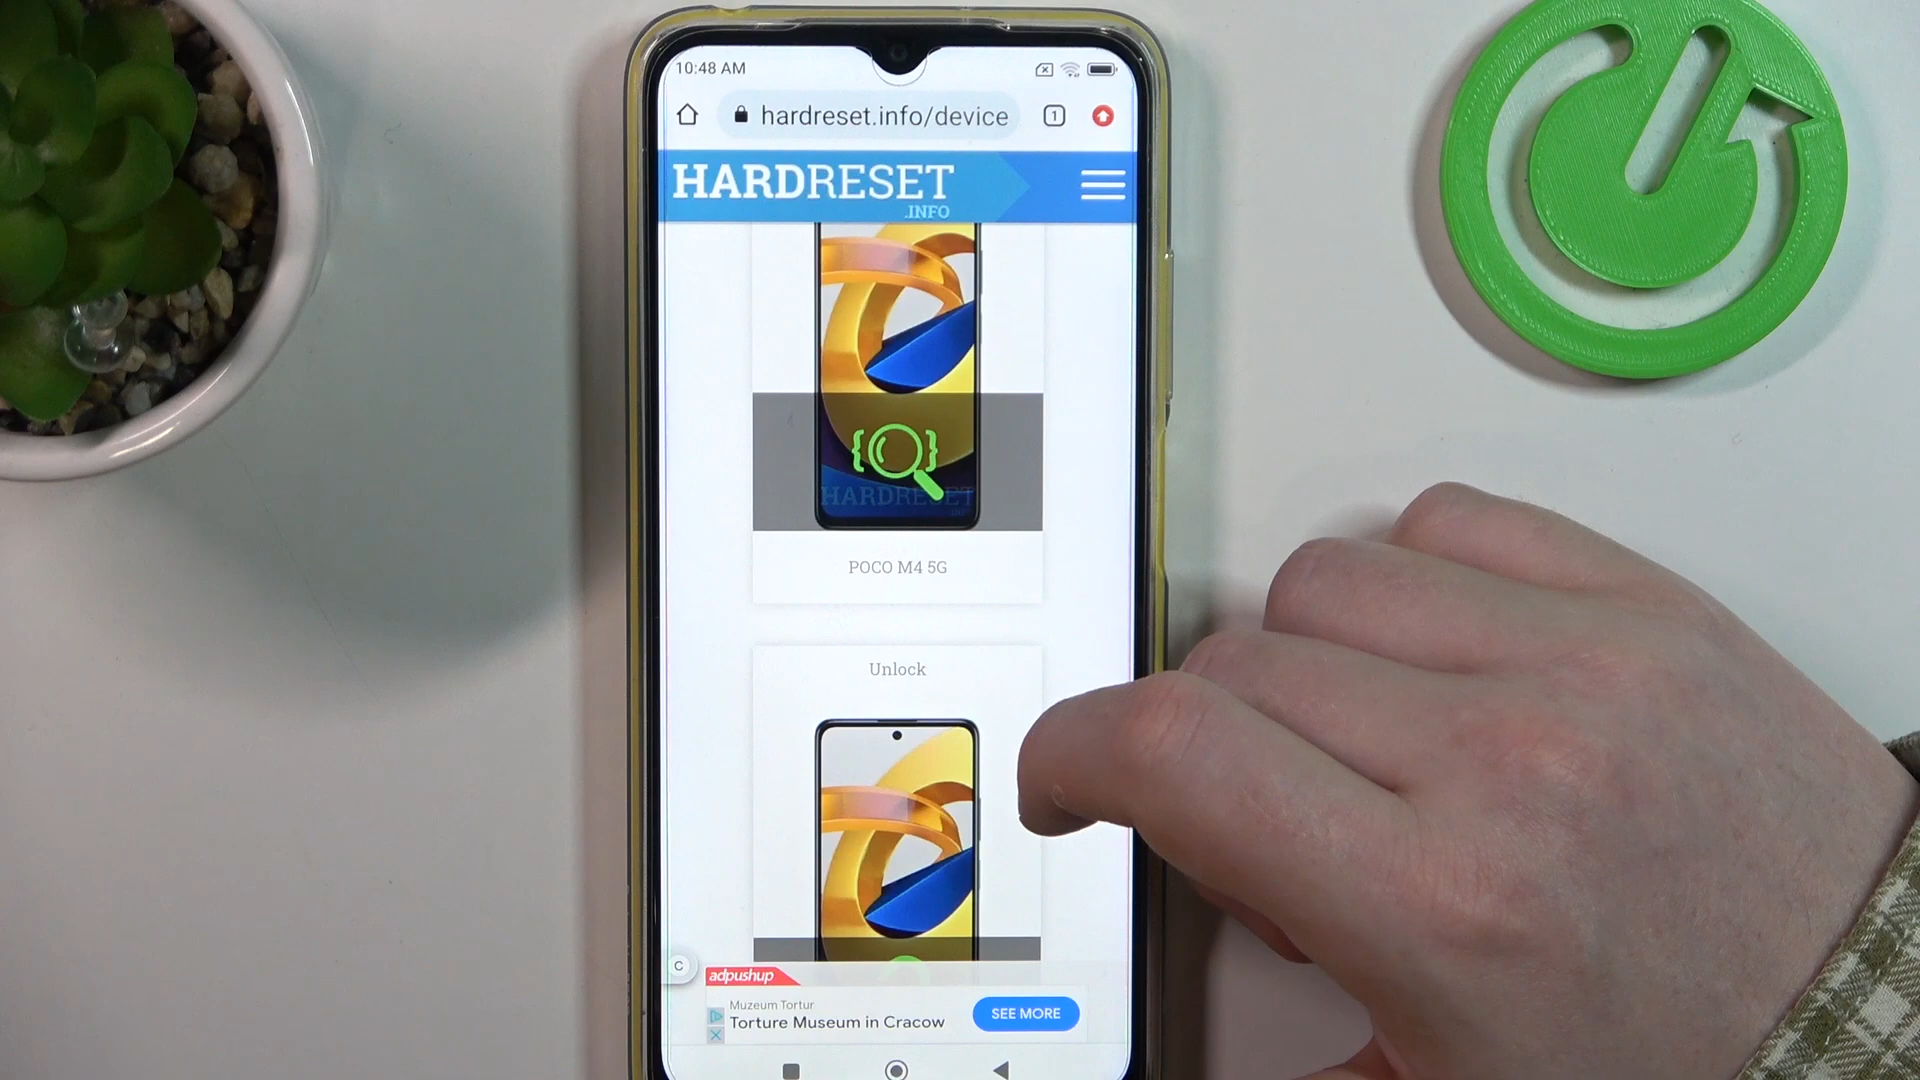 10:48 AM
hardreset.info/device
1
HARDRESET
.INFO
HARDRESET
POCO M4 5G
Unlock
C
adpushup
Muzeum Tortur
Torture Museum in Cracow
SEE MORE